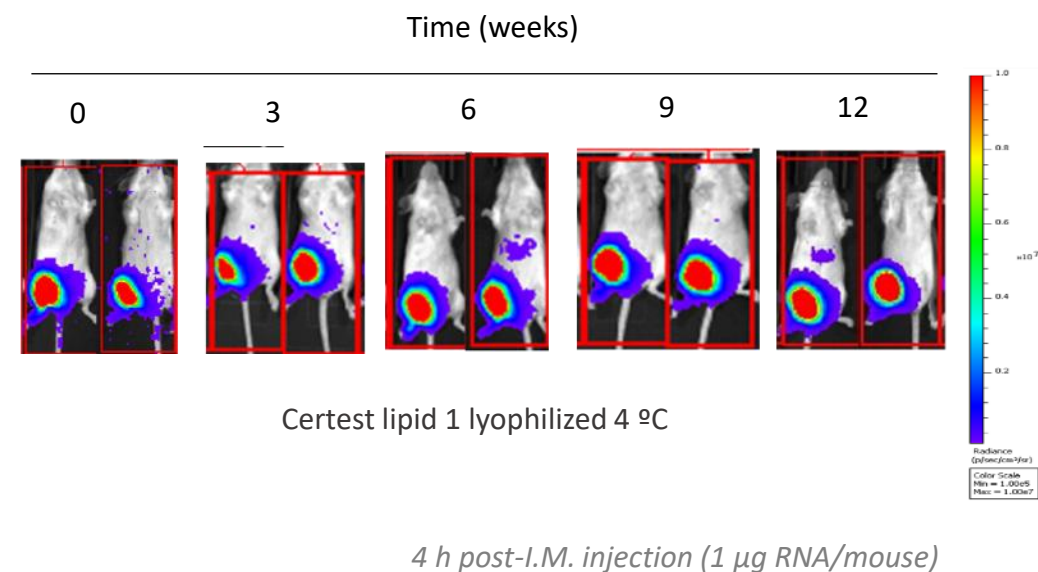 Time (weeks)
0 3 6 9 12
1.0
0.8
0.6
×10⁷
0.4
0.2
Radiance
(p/sec/cm²/sr)
Color Scale
Min = 1.00e5
Max = 1.00e7
Certest lipid 1 lyophilized 4 ºC
4 h post-I.M. injection (1 µg RNA/mouse)